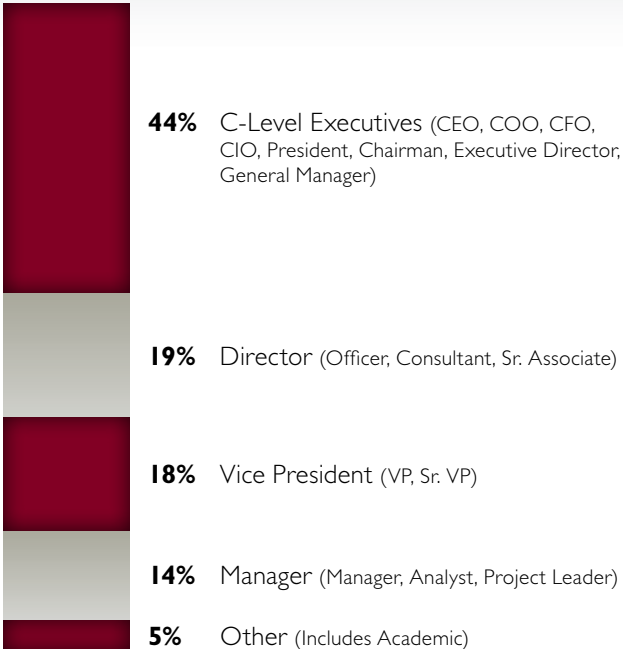 44% C-Level Executives (CEO, COO, CFO,
CIO, President, Chairman, Executive Director,
General Manager)
19% Director (Officer, Consultant, Sr. Associate)
18% Vice President (VP, Sr. VP)
14% Manager (Manager, Analyst, Project Leader)
5% Other (Includes Academic)